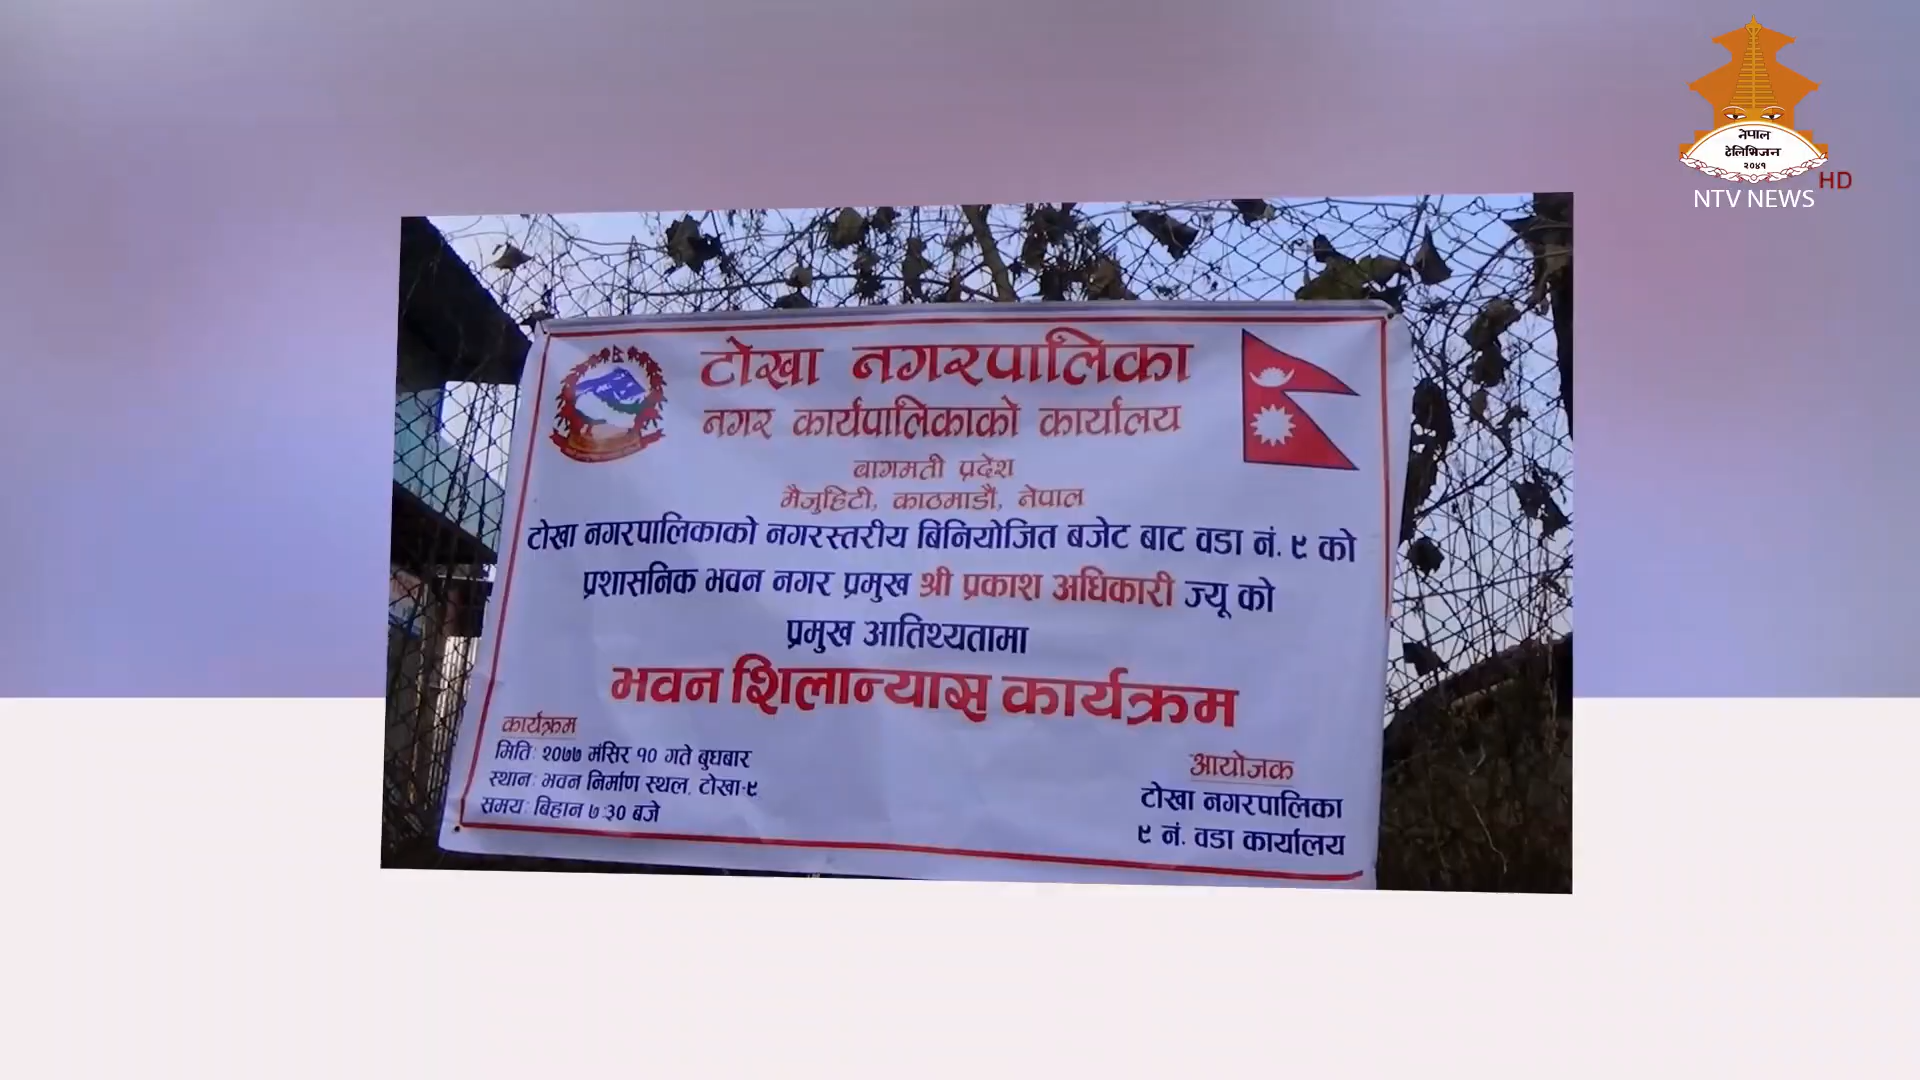 नेपाल
टेलिभिजन
२०४१
HD
NTV NEWS
टोखा नगरपालिका
नगर कार्यपालिकाको कार्यालय
बागमती प्रदेश
मैजुहिटी, काठमाडौं, नेपाल
टोखा नगरपालिकाको नगरस्तरीय बिनियोजित बजेट बाट वडा नं. ९ को
प्रशासनिक भवन नगर प्रमुख श्री प्रकाश अधिकारी ज्यू को
प्रमुख आतिथ्यतामा
भवन शिलान्यास कार्यक्रम
कार्यक्रम
मिति: २०७७ मंसिर १० गते बुधबार
स्थान: भवन निर्माण स्थल, टोखा-९
समय: बिहान ७:३० बजे
आयोजक
टोखा नगरपालिका
९ नं. वडा कार्यालय